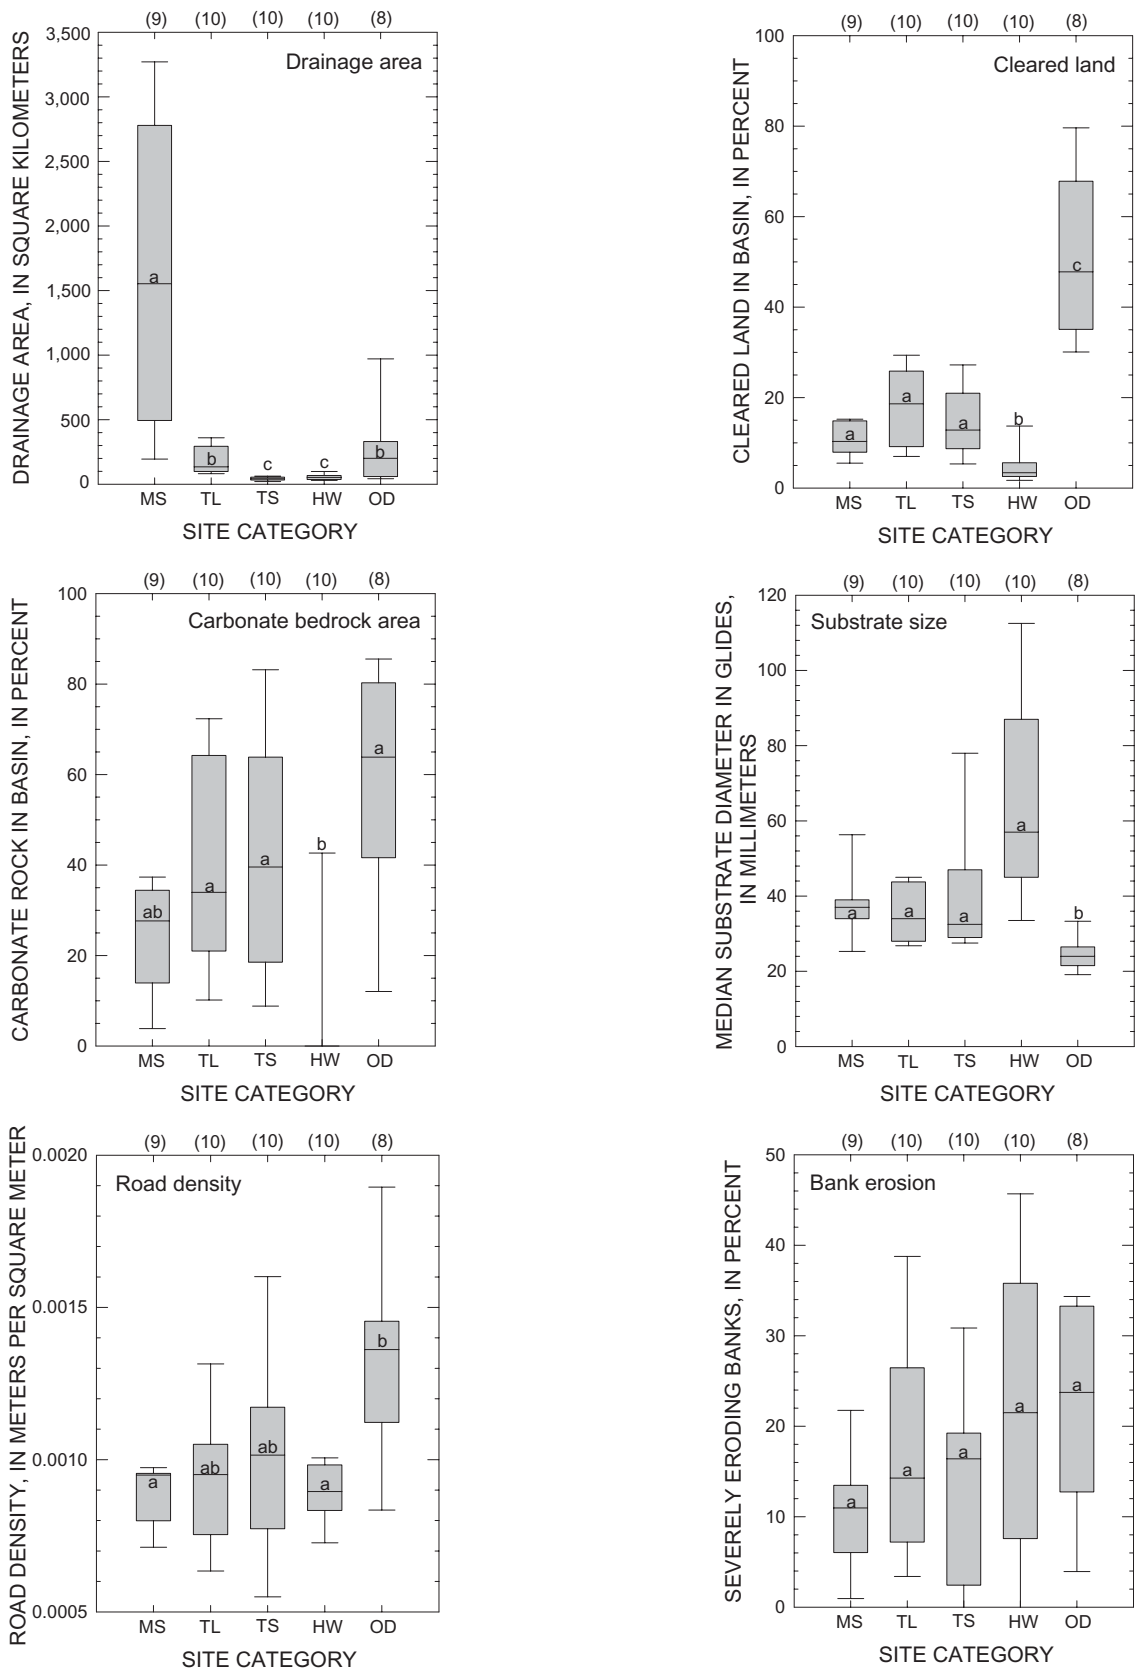 (9) (10) (10) (10) (8)
Drainage area
DRAINAGE AREA, IN SQUARE KILOMETERS
3,500
3,000
2,500
2,000
1,500
1,000
500
0
a b c c b
MS TL TS HW OD
SITE CATEGORY
(9) (10) (10) (10) (8)
Cleared land
CLEARED LAND IN BASIN, IN PERCENT
100
80
60
40
20
0
a a a b c
MS TL TS HW OD
SITE CATEGORY
(9) (10) (10) (10) (8)
Carbonate bedrock area
CARBONATE ROCK IN BASIN, IN PERCENT
100
80
60
40
20
0
ab a a b a
MS TL TS HW OD
SITE CATEGORY
(9) (10) (10) (10) (8)
Substrate size
MEDIAN SUBSTRATE DIAMETER IN GLIDES,
IN MILLIMETERS
120
100
80
60
40
20
0
a a a a b
MS TL TS HW OD
SITE CATEGORY
(9) (10) (10) (10) (8)
Road density
ROAD DENSITY, IN METERS PER SQUARE METER
0.0020
0.0015
0.0010
0.0005
a ab ab a b
MS TL TS HW OD
SITE CATEGORY
(9) (10) (10) (10) (8)
Bank erosion
SEVERELY ERODING BANKS, IN PERCENT
50
40
30
20
10
0
a a a a a
MS TL TS HW OD
SITE CATEGORY